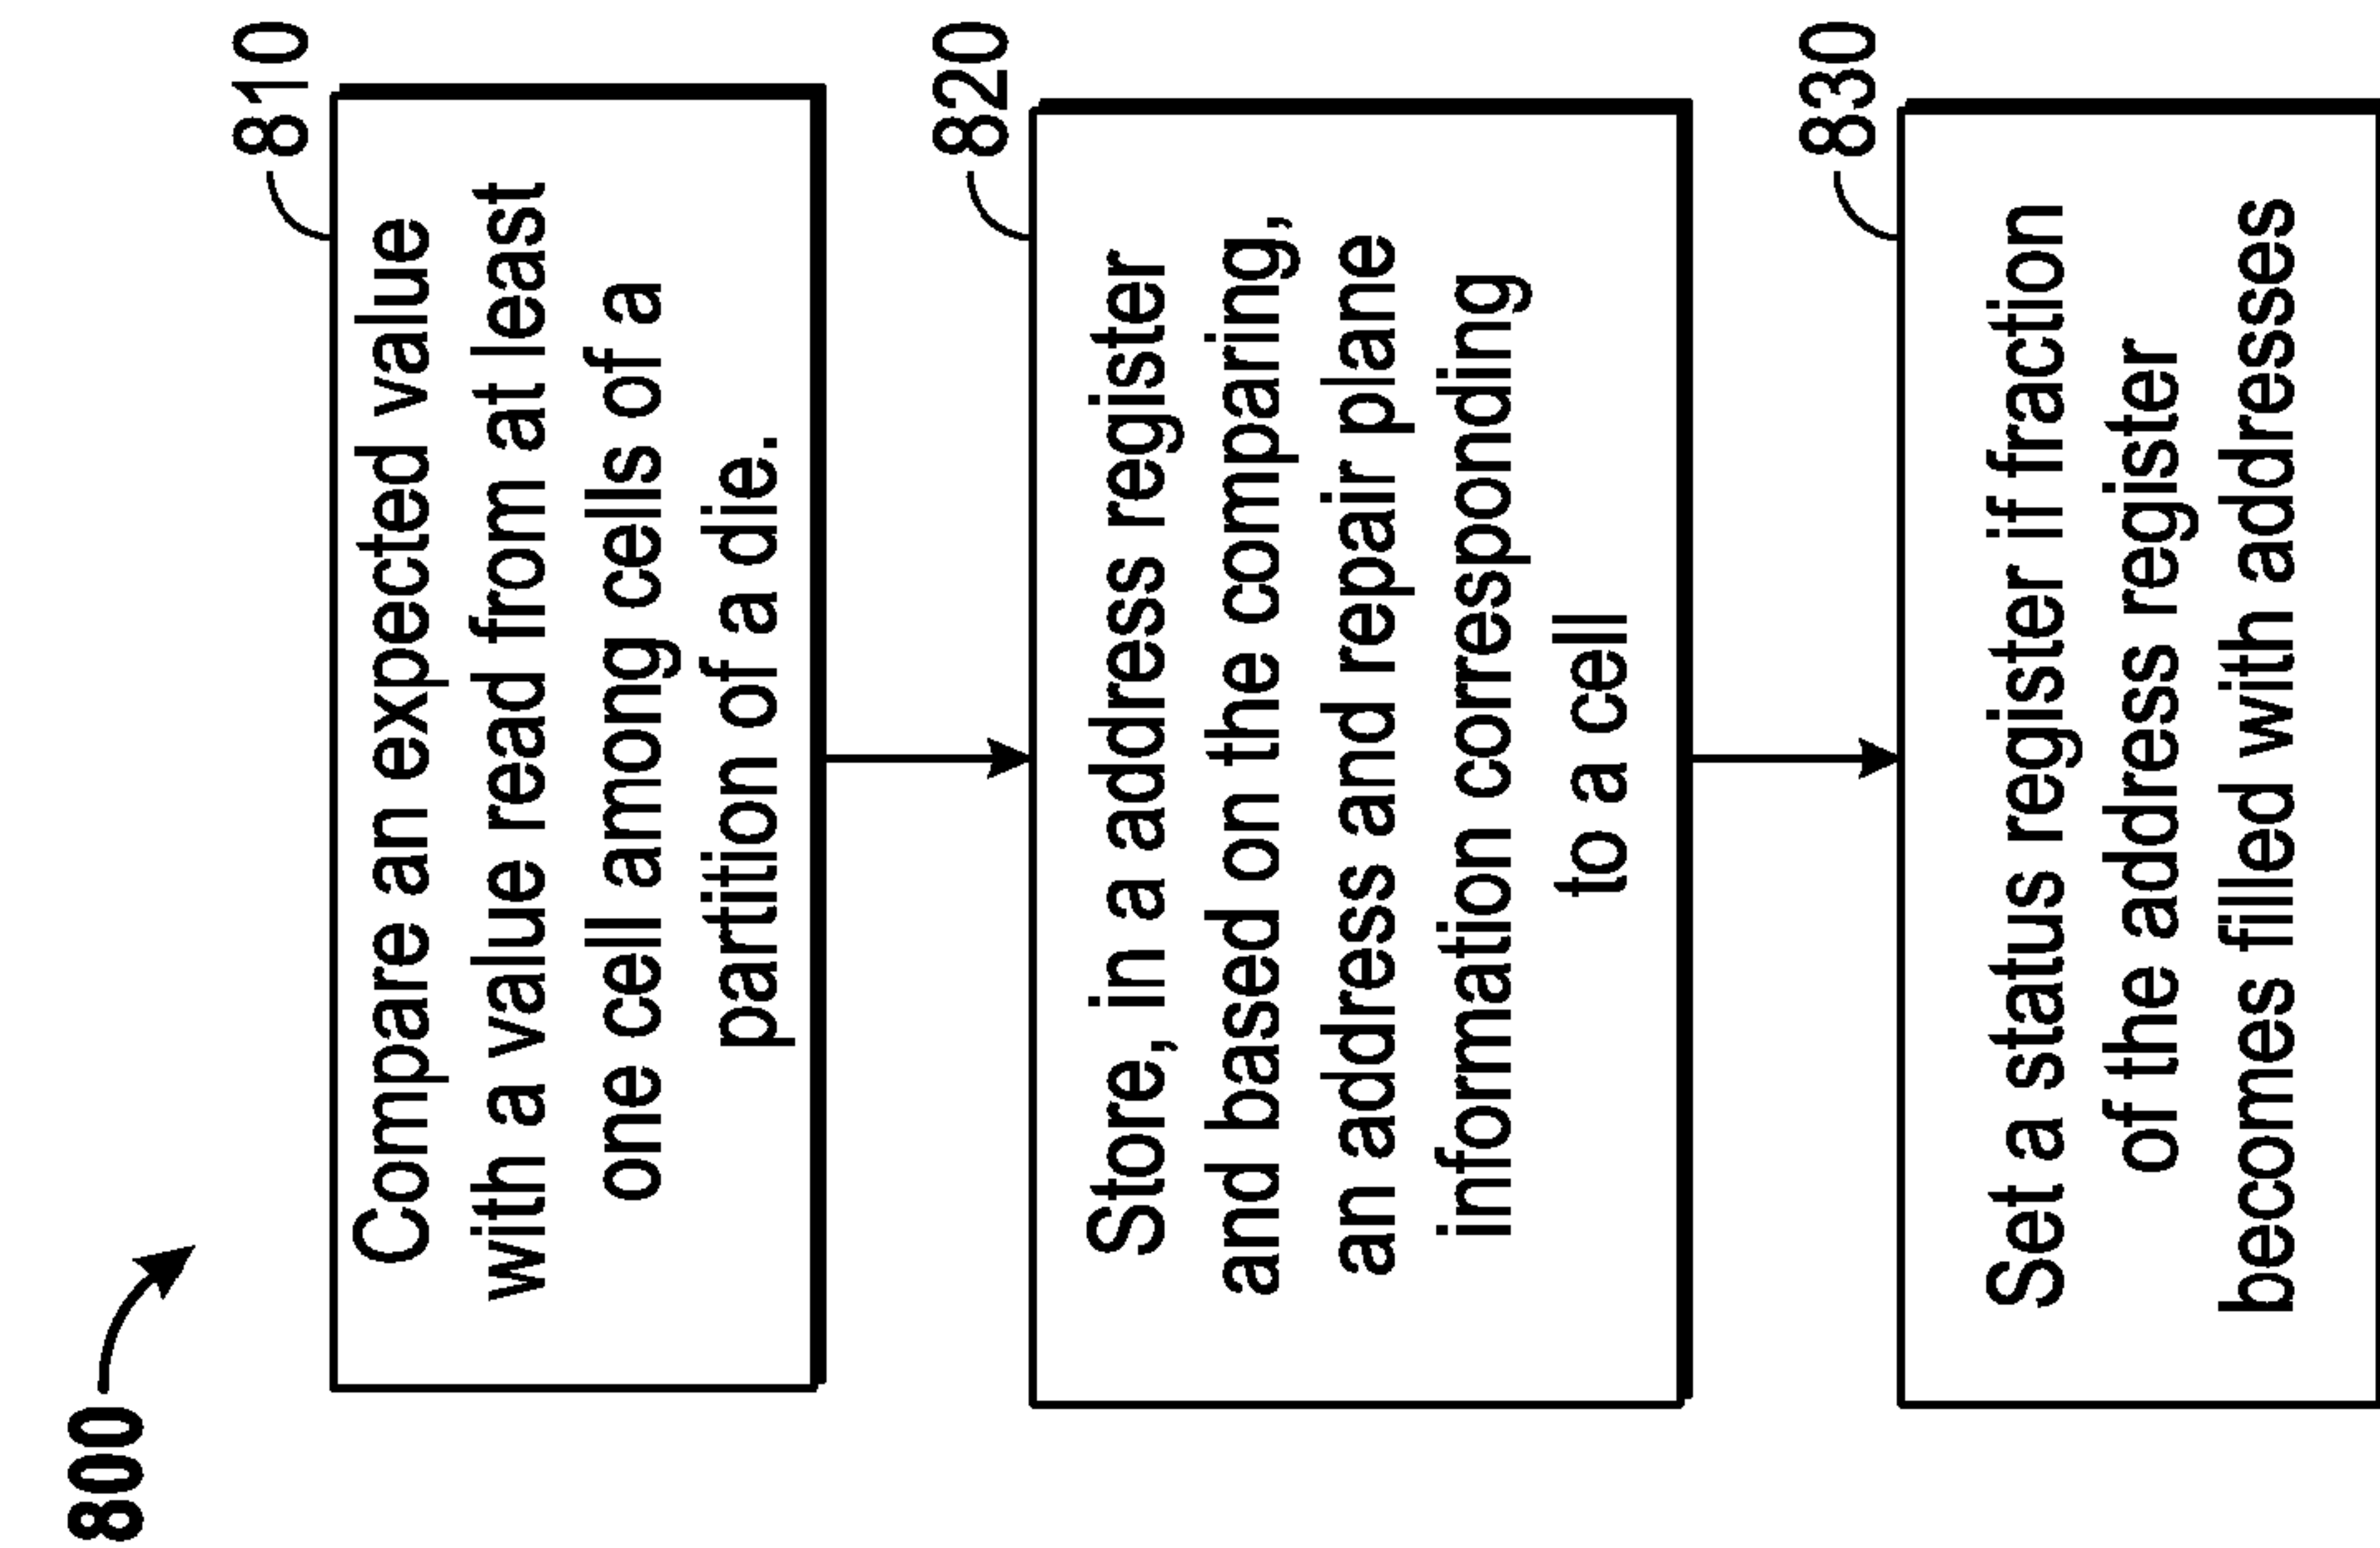 800
810
Compare an expected value
with a value read from at least
one cell among cells of a
partition of a die.
820
Store, in a address register
and based on the comparing,
an address and repair plane
information corresponding
to a cell
830
Set a status register if fraction
of the address register
becomes filled with addresses